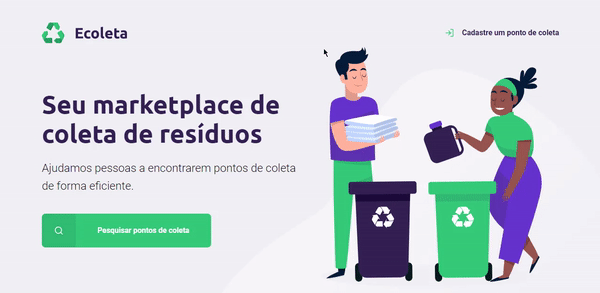 Ecoleta
Cadastre um ponto de coleta
Seu marketplace de
coleta de resíduos
Ajudamos pessoas a encontrarem pontos de coleta
de forma eficiente.
Pesquisar pontos de coleta